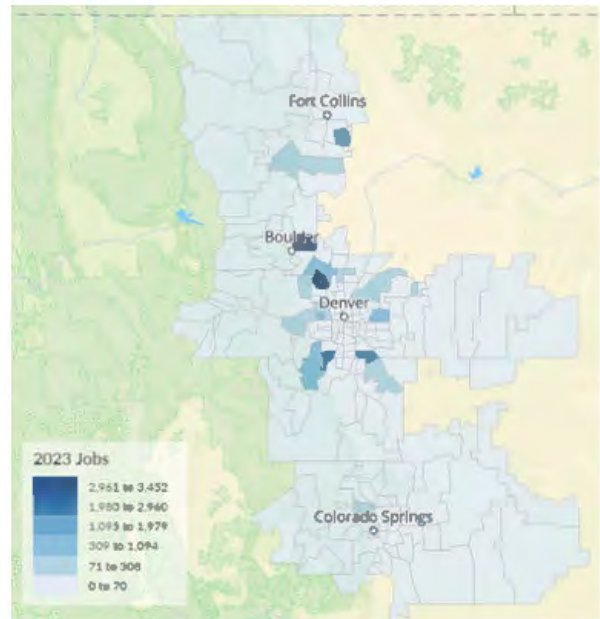 Fort Collins
Boulder
Denver
2023 Jobs
2,961 to 3,452
1,980 to 2,960
1,095 to 1,979
309 to 1,094
71 to 308
0 to 70
Colorado Springs